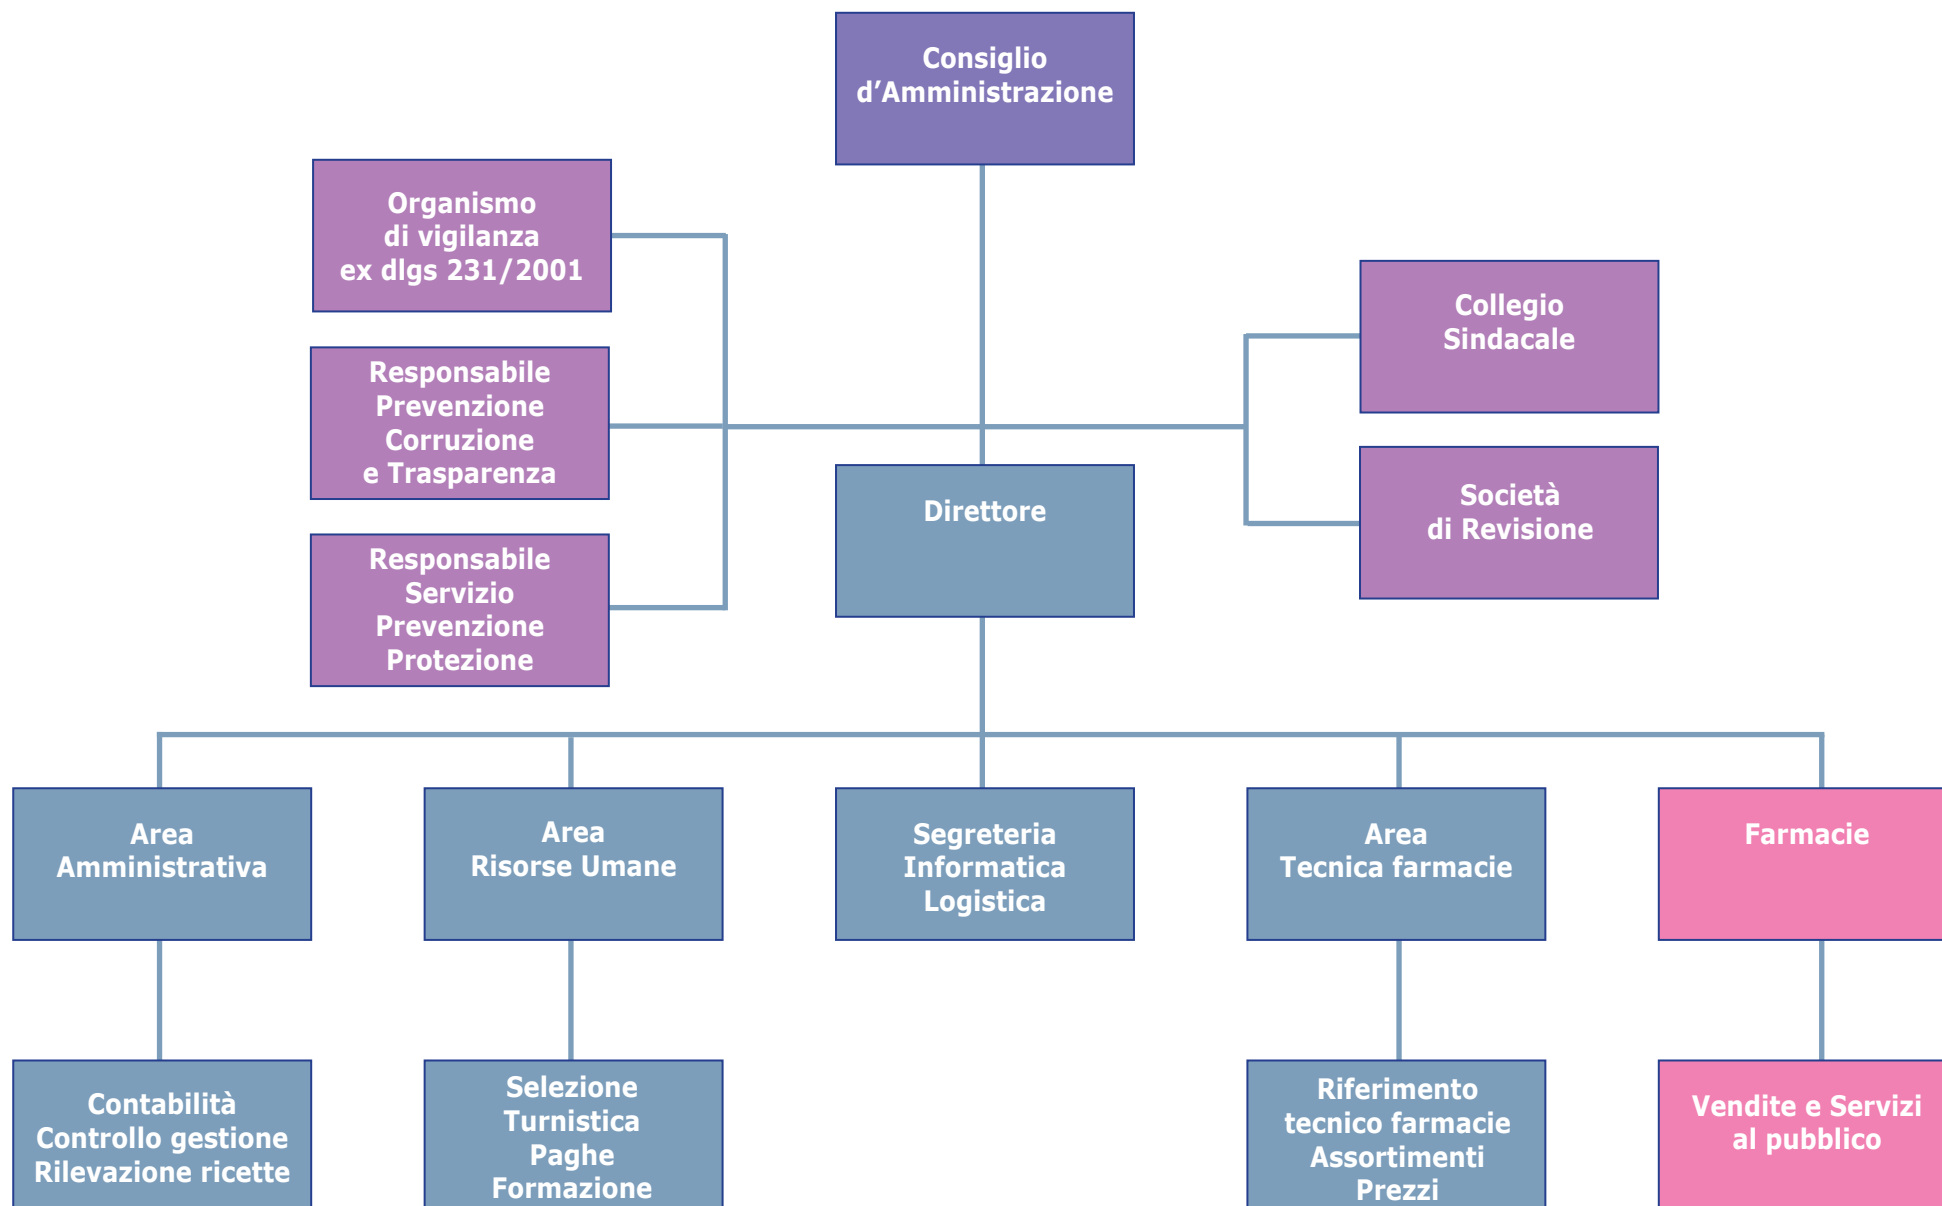 Consiglio
d’Amministrazione
Organismo
di vigilanza
ex dlgs 231/2001
Collegio
Sindacale
Responsabile
Prevenzione
Corruzione
e Trasparenza
Direttore
Società
di Revisione
Responsabile
Servizio
Prevenzione
Protezione
Area
Amministrativa
Area
Risorse Umane
Segreteria
Informatica
Logistica
Area
Tecnica farmacie
Farmacie
Contabilità
Controllo gestione
Rilevazione ricette
Selezione
Turnistica
Paghe
Formazione
Riferimento
tecnico farmacie
Assortimenti
Prezzi
Vendite e Servizi
al pubblico